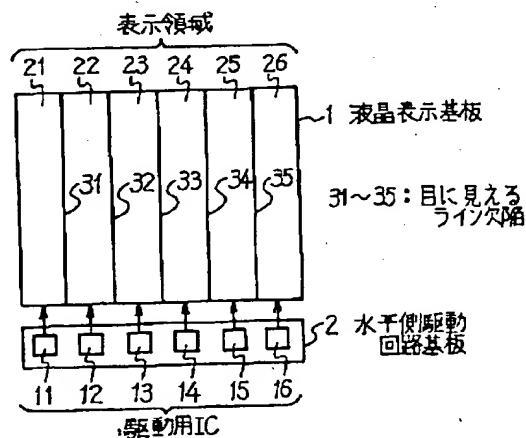 表示領域
21 22 23 24 25 26
1 液晶表示基板
31 32 33 34 35
31～35：目に見える
ライン欠陥
2 水平側駆動
回路基板
11 12 13 14 15 16
駆動用IC